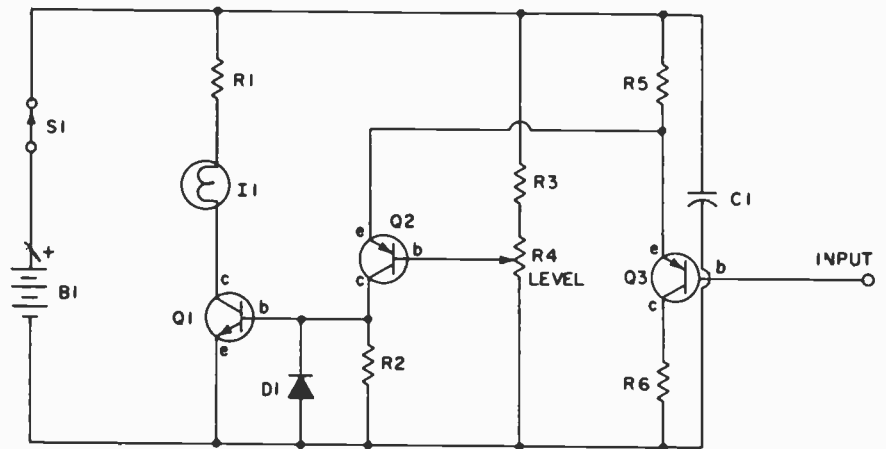 R1
R5
S1
I1
R3
C1
Q2
e
b
c
R4
LEVEL
e
b
Q3
c
INPUT
+
B1
c
Q1
b
e
D1
R2
R6